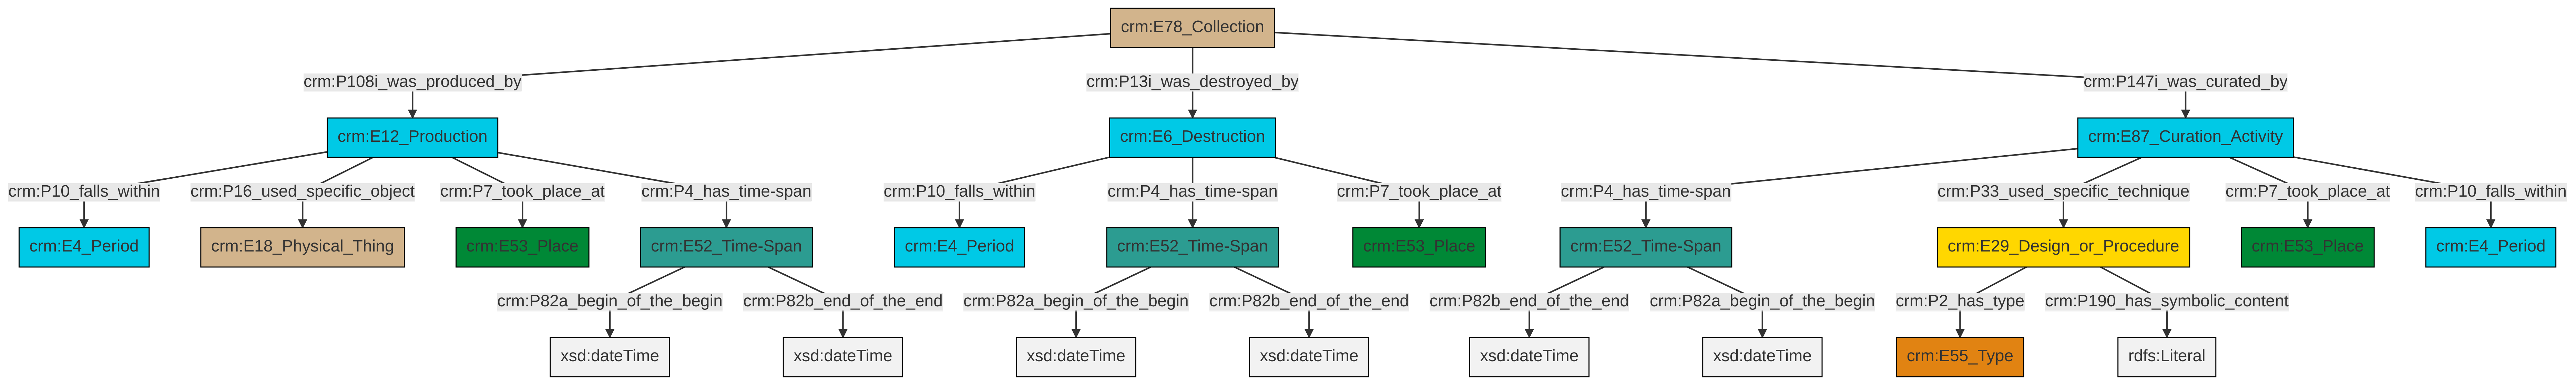 crm:E78_Collection
crm:P108i_was_produced_by
crm:P13i_was_destroyed_by
crm:P147i_was_curated_by
crm:E12_Production
crm:E6_Destruction
crm:E87_Curation_Activity
crm:P10_falls_within
crm:P16_used_specific_object
crm:P7_took_place_at
crm:P4_has_time-span
crm:P10_falls_within
crm:P4_has_time-span
crm:P7_took_place_at
crm:P4_has_time-span
crm:P33_used_specific_technique
crm:P7_took_place_at
crm:P10_falls_within
crm:E4_Period
crm:E18_Physical_Thing
crm:E53_Place
crm:E52_Time-Span
crm:E4_Period
crm:E52_Time-Span
crm:E53_Place
crm:E52_Time-Span
crm:E29_Design_or_Procedure
crm:E53_Place
crm:E4_Period
crm:P82a_begin_of_the_begin
crm:P82b_end_of_the_end
crm:P82a_begin_of_the_begin
crm:P82b_end_of_the_end
crm:P82b_end_of_the_end
crm:P82a_begin_of_the_begin
crm:P2_has_type
crm:P190_has_symbolic_content
xsd:dateTime
xsd:dateTime
xsd:dateTime
xsd:dateTime
xsd:dateTime
xsd:dateTime
crm:E55_Type
rdfs:Literal